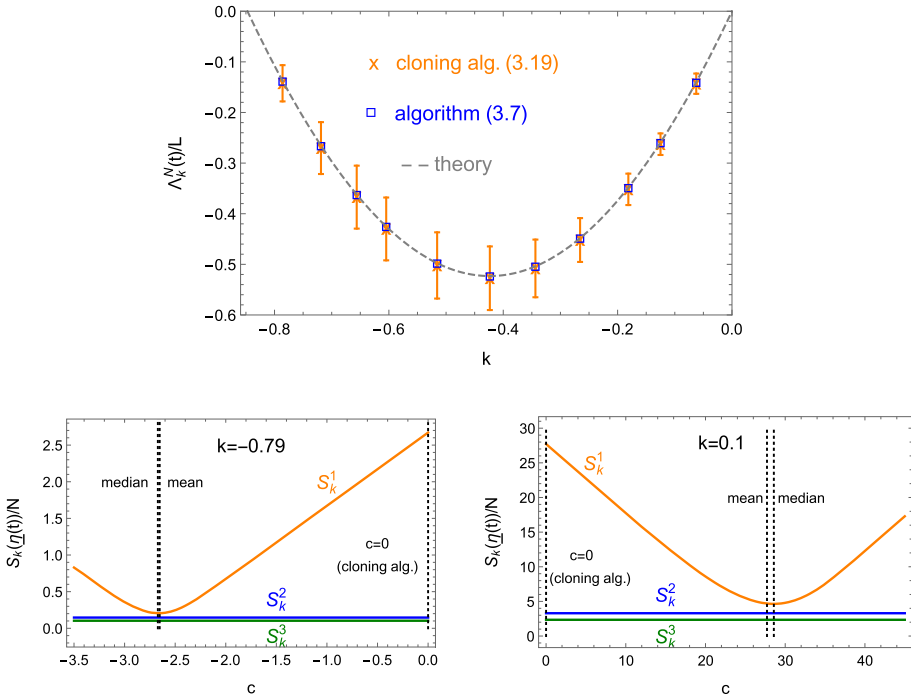 0.0
−0.1
−0.2
−0.3
−0.4
−0.5
−0.6
Λ_k^N(t)/L
x cloning alg. (3.19)
algorithm (3.7)
theory
−0.8 −0.6 −0.4 −0.2 0.0
k
2.5
2.0
1.5
1.0
0.5
0.0
S_k(η(t))/N
k=−0.79
S_k^1
median mean
c=0
(cloning alg.)
S_k^2
S_k^3
−3.5 −3.0 −2.5 −2.0 −1.5 −1.0 −0.5 0.0
c
30
25
20
15
10
5
0
S_k(η(t))/N
k=0.1
S_k^1
mean median
c=0
(cloning alg.)
S_k^2
S_k^3
0 10 20 30 40
c